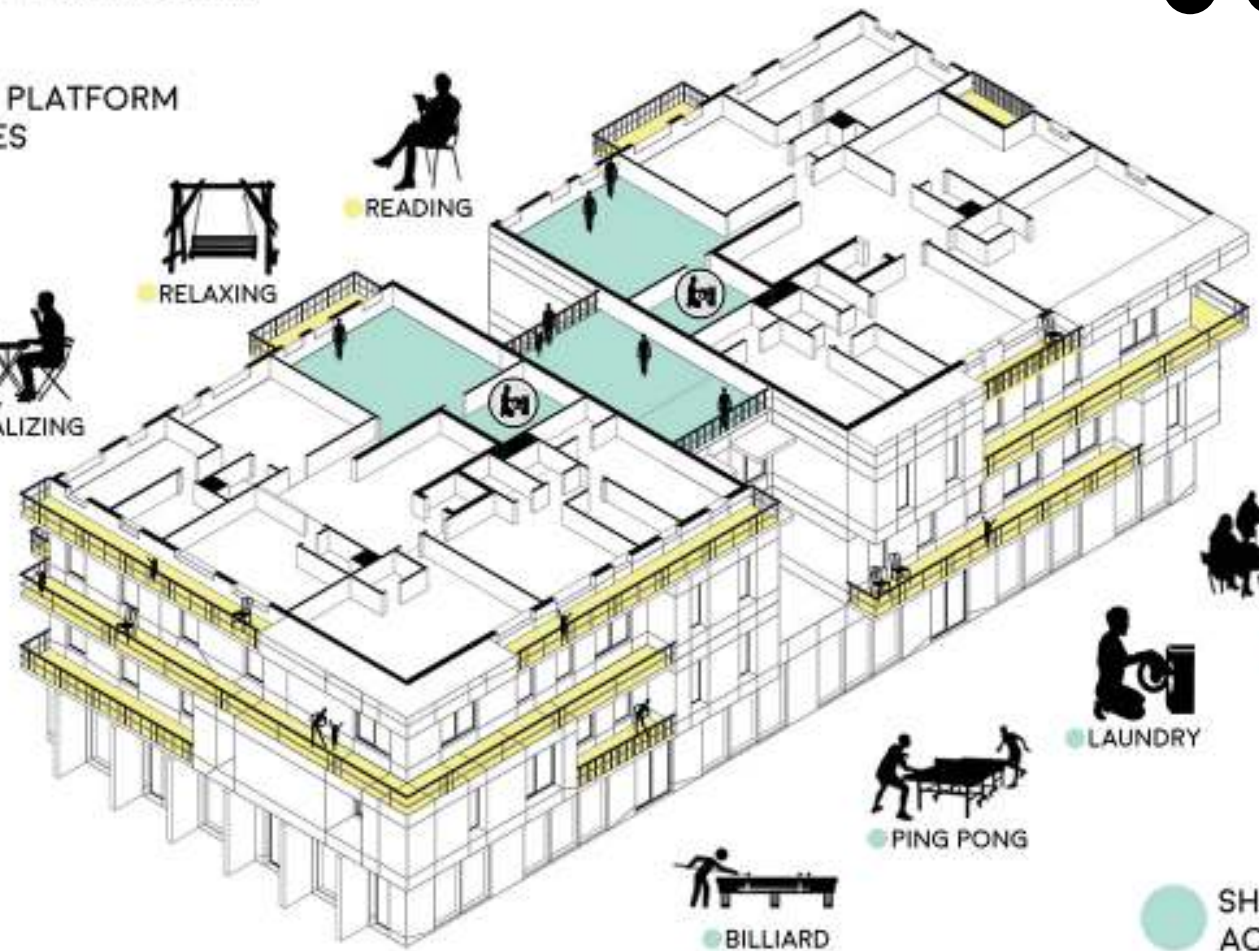 PLATFORM
ES
READING
RELAXING
ALIZING
LAUNDRY
PING PONG
BILLIARD
SH
AC